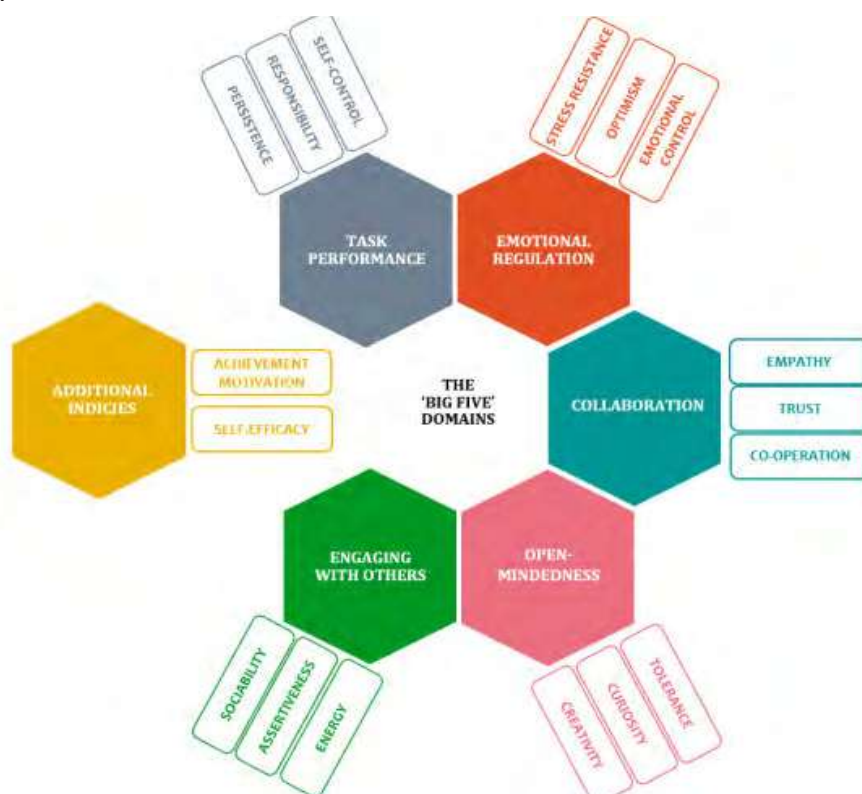 PERSISTENCE
RESPONSIBILITY
SELF-CONTROL
STRESS RESISTANCE
OPTIMISM
EMOTIONAL
CONTROL
TASK
PERFORMANCE
EMOTIONAL
REGULATION
ADDITIONAL
INDICIES
ACHIEVEMENT
MOTIVATION
SELF-EFFICACY
THE
'BIG FIVE'
DOMAINS
COLLABORATION
EMPATHY
TRUST
CO-OPERATION
ENGAGING
WITH OTHERS
OPEN-
MINDEDNESS
SOCIABILITY
ASSERTIVENESS
ENERGY
CREATIVITY
CURIOSITY
TOLERANCE